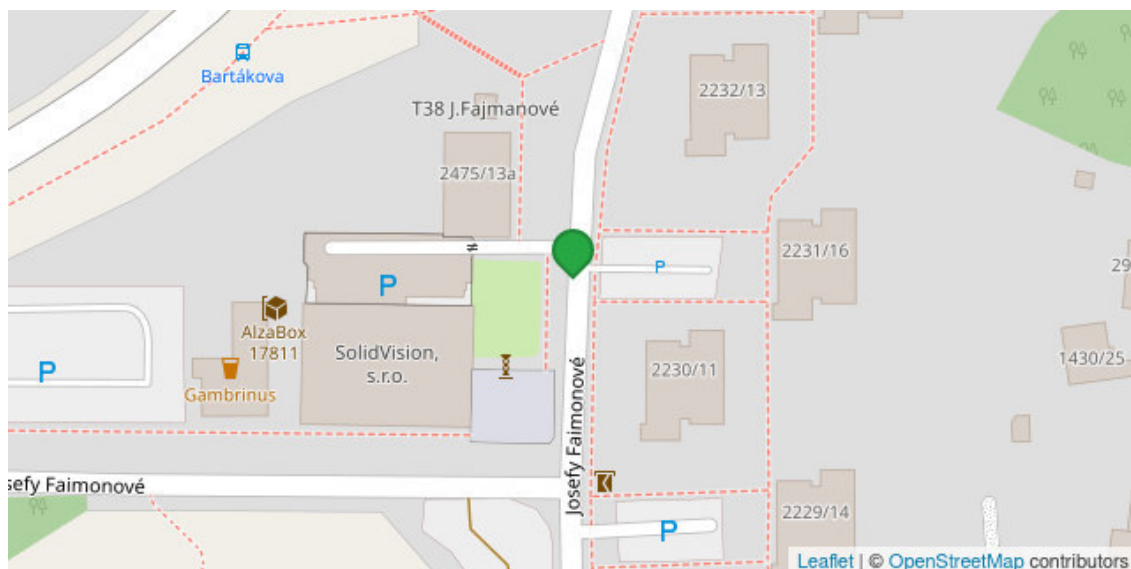 Bartákova
T38 J.Fajmanové
2232/13
2475/13a
2231/16
P
P
AlzaBox
17811
SolidVision,
s.r.o.
P
Gambrinus
2230/11
1430/25
29
Josefy Faimonové
sefy Faimonové
2229/14
P
Leaflet | © OpenStreetMap contributors